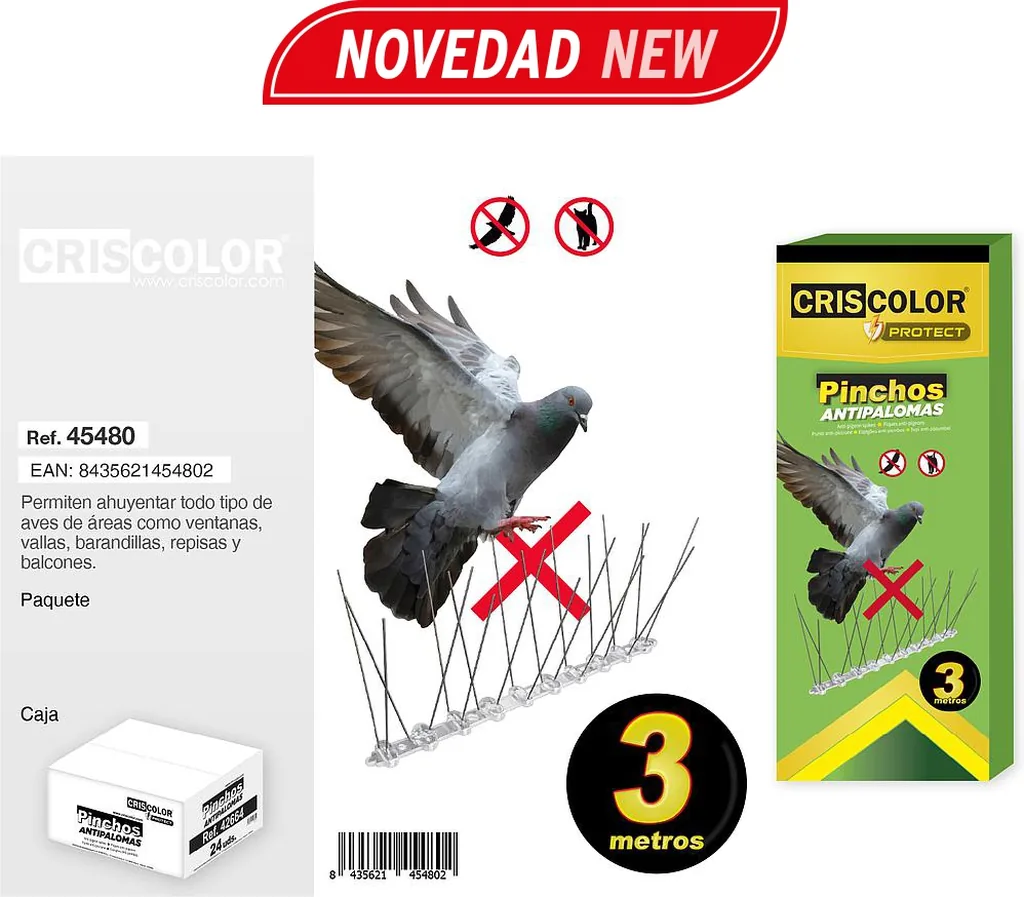 NOVEDAD NEW
CRISCOLOR®
www.criscolor.com
Ref. 45480
EAN: 8435621454802
Permiten ahuyentar todo tipo de
aves de áreas como ventanas,
vallas, barandillas, repisas y
balcones.
Paquete
Caja
CRISCOLOR
PROTECT
Pinchos
ANTIPALOMAS
Pinchos
ANTIPALOMAS
Ref. 42664
24 uds.
8 435621 454802
3
metros
CRISCOLOR®
PROTECT
Pinchos
ANTIPALOMAS
3
metros